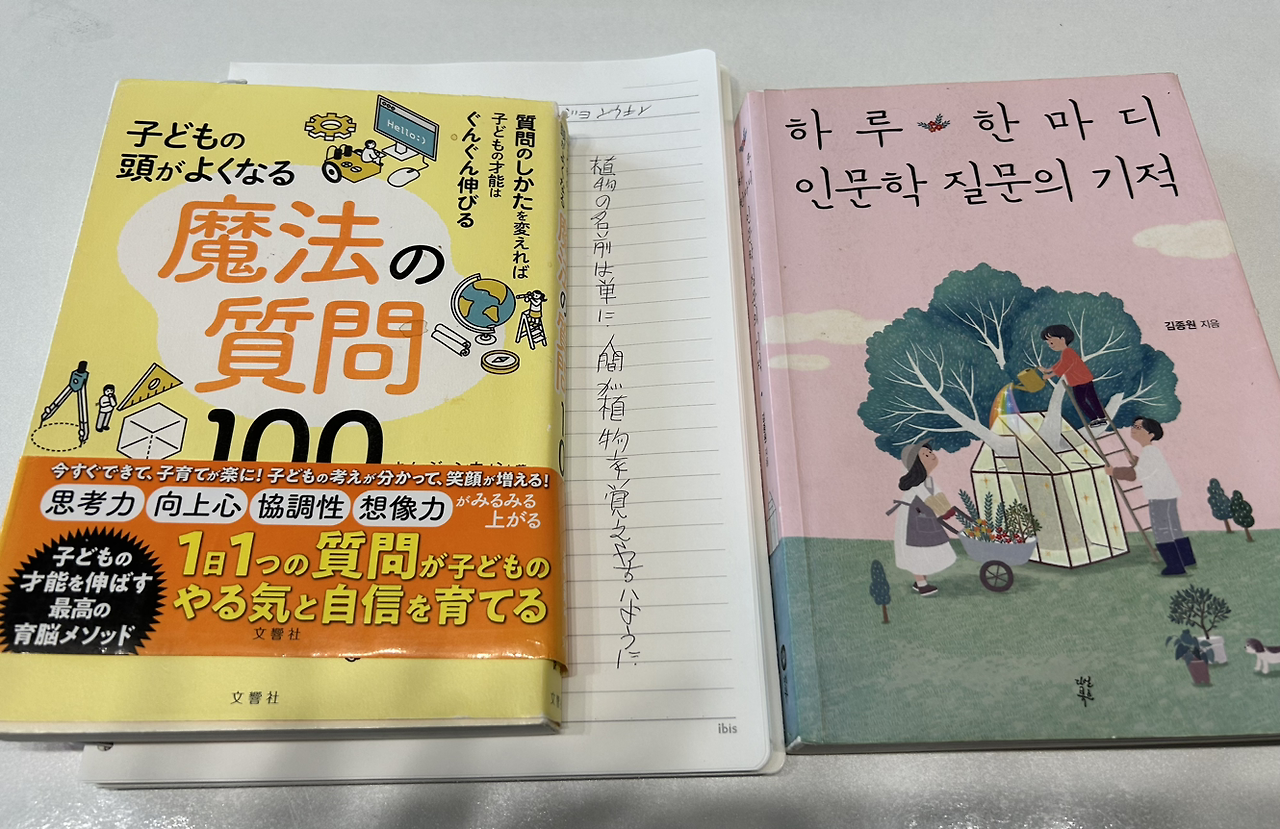 子どもの
頭がよくなる
魔法の
質問
100
質問のしかたを変えれば
子どもの才能は
ぐんぐん伸びる
Hello:)
今すぐできて、子育てが楽に!子どもの考えが分かって、笑顔が増える!
思考力 向上心 協調性 想像力 がみるみる
上がる
子どもの
才能を伸ばす
最高の
育脳メソッド
1日1つの質問が子どもの
やる気と自信を育てる
文響社
文響社
植物の名前は単に、人間が植物を覚えやすいように
ibis
하루 한마디
인문학 질문의 기적
김종원 지음